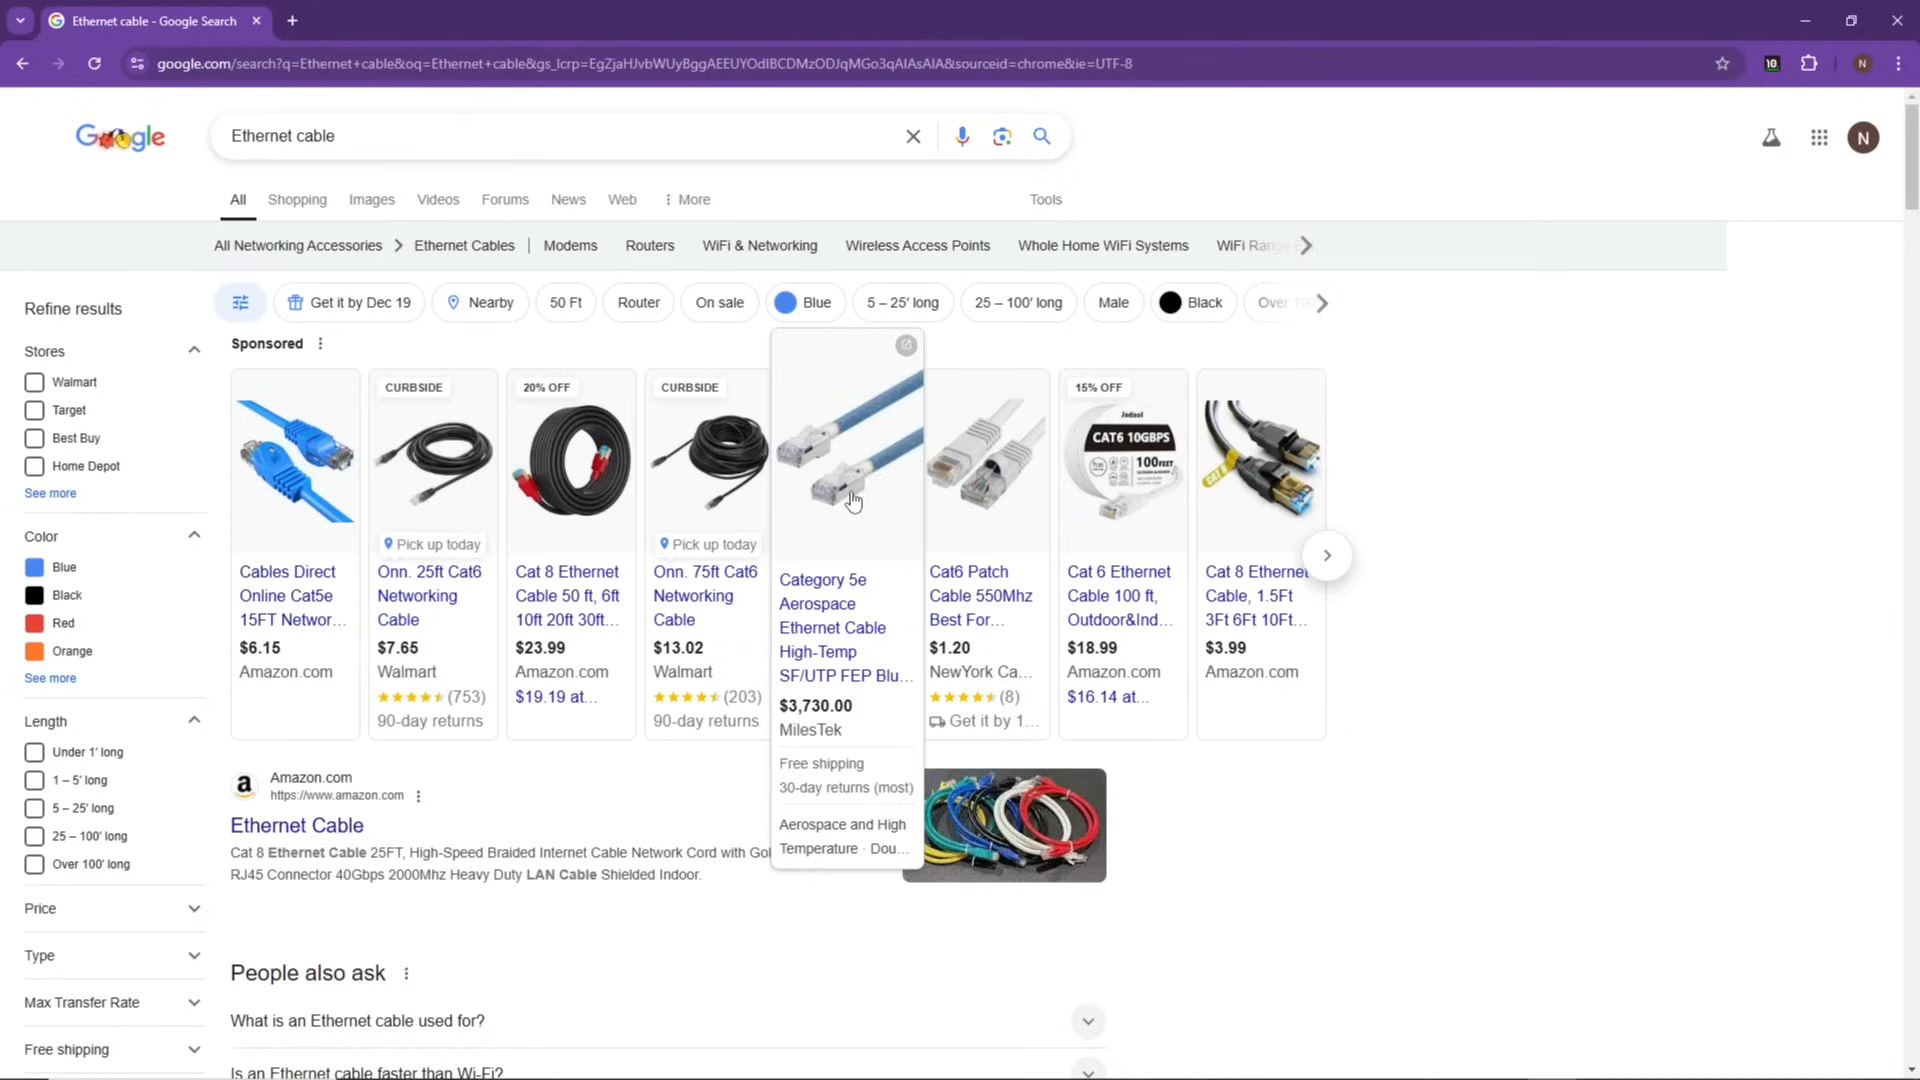 Ethernet cable - Google Search
google.com/search?q=Ethernet+cable&oq=Ethernet+cable&gs_lcrp=EgZjaHJvbWUyBggAEEUYOdIBCDMzODJqMGo3qAIAsAIA&sourceid=chrome&ie=UTF-8
10
N
Google
Ethernet cable
N
All
Shopping
Images
Videos
Forums
News
Web
More
Tools
All Networking Accessories
Ethernet Cables
Modems
Routers
WiFi & Networking
Wireless Access Points
Whole Home WiFi Systems
WiFi Range
Refine results
Get it by Dec 19
Nearby
50 Ft
Router
On sale
Blue
5 – 25' long
25 – 100' long
Male
Black
Over 100
Stores
Walmart
Target
Best Buy
Home Depot
See more
Color
Blue
Black
Red
Orange
See more
Length
Under 1' long
1 – 5' long
5 – 25' long
25 – 100' long
Over 100' long
Price
Type
Max Transfer Rate
Free shipping
Sponsored
Cables Direct
Online Cat5e
15FT Networ...
$6.15
Amazon.com
CURBSIDE
Pick up today
Onn. 25ft Cat6
Networking
Cable
$7.65
Walmart
(753)
90-day returns
20% OFF
Cat 8 Ethernet
Cable 50 ft, 6ft
10ft 20ft 30ft...
$23.99
Amazon.com
$19.19 at...
CURBSIDE
Pick up today
Onn. 75ft Cat6
Networking
Cable
$13.02
Walmart
(203)
90-day returns
Category 5e
Aerospace
Ethernet Cable
High-Temp
SF/UTP FEP Blu...
$3,730.00
MilesTek
Free shipping
30-day returns (most)
Aerospace and High
Temperature · Dou...
Cat6 Patch
Cable 550Mhz
Best For...
$1.20
NewYork Ca...
(8)
Get it by 1...
15% OFF
Jadaol
CAT6 10GBPS
100FEET
Cat 6 Ethernet
Cable 100 ft,
Outdoor&Ind...
$18.99
Amazon.com
$16.14 at...
CAT 8
Cat 8 Ethernet
Cable, 1.5Ft
3Ft 6Ft 10Ft...
$3.99
Amazon.com
a
Amazon.com
https://www.amazon.com
Ethernet Cable
Cat 8 Ethernet Cable 25FT, High-Speed Braided Internet Cable Network Cord with Gol
RJ45 Connector 40Gbps 2000Mhz Heavy Duty LAN Cable Shielded Indoor.
People also ask
What is an Ethernet cable used for?
Is an Ethernet cable faster than Wi-Fi?